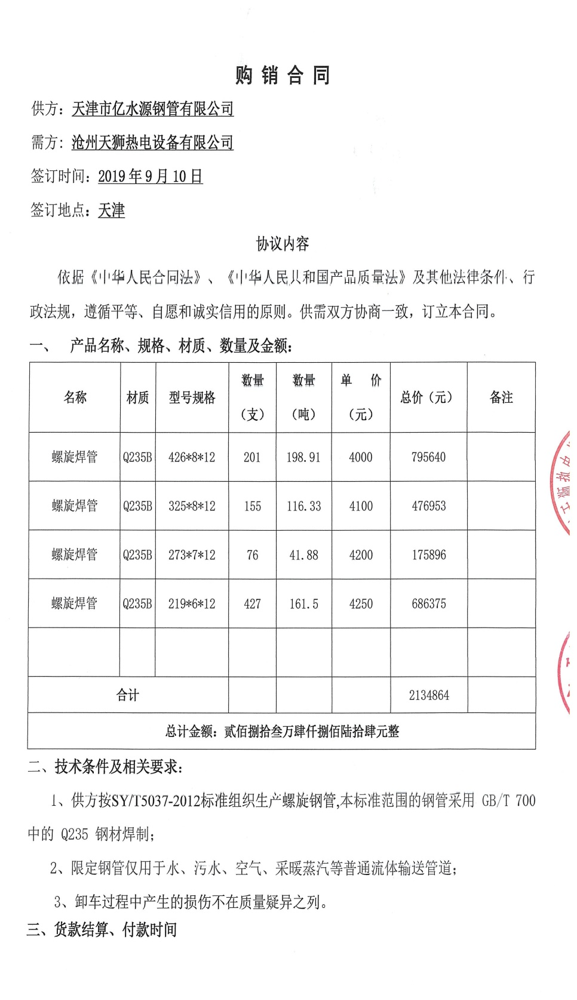 购销合同
供方：天津市亿水源钢管有限公司
需方：沧州天狮热电设备有限公司
签订时间：2019年9月10日
签订地点：天津
协议内容
依据《中华人民合同法》、《中华人民共和国产品质量法》及其他法律条件、行
政法规，遵循平等、自愿和诚实信用的原则。供需双方协商一致，订立本合同。
一、 产品名称、规格、材质、数量及金额：
名称 材质 型号规格 数量（支） 数量（吨） 单 价（元） 总价（元） 备注
螺旋焊管 Q235B 426*8*12 201 198.91 4000 795640
螺旋焊管 Q235B 325*8*12 155 116.33 4100 476953
螺旋焊管 Q235B 273*7*12 76 41.88 4200 175896
螺旋焊管 Q235B 219*6*12 427 161.5 4250 686375
合计 2134864
总计金额：贰佰捌拾叁万肆仟捌佰陆拾肆元整
二、技术条件及相关要求：
1、供方按SY/T5037-2012标准组织生产螺旋钢管,本标准范围的钢管采用 GB/T 700
中的 Q235 钢材焊制；
2、限定钢管仅用于水、污水、空气、采暖蒸汽等普通流体输送管道；
3、卸车过程中产生的损伤不在质量疑异之列。
三、货款结算、付款时间
热电